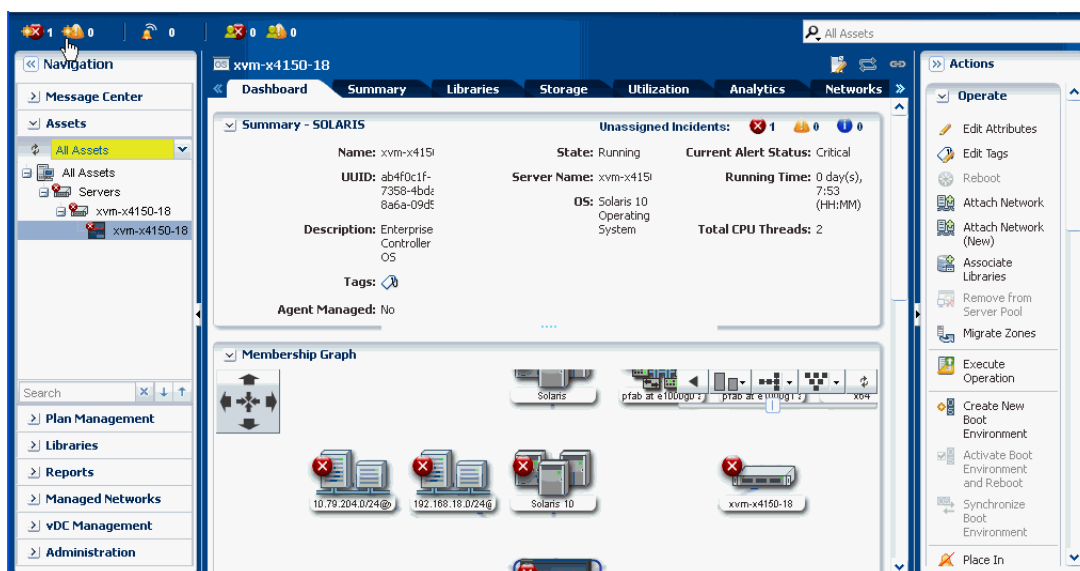 1 0 0 0 0 All Assets
Navigation
Message Center
Assets
All Assets
All Assets
Servers
xvm-x4150-18
xvm-x4150-18
Search
Plan Management
Libraries
Reports
Managed Networks
vDC Management
Administration
OS xvm-x4150-18
Dashboard Summary Libraries Storage Utilization Analytics Networks
Summary - SOLARIS Unassigned Incidents: 1 0 0
Name: xvm-x415 State: Running Current Alert Status: Critical
UUID: ab4f0c1f-
7358-4bda
8a6a-09d5
Server Name: xvm-x415
Running Time: 0 day(s),
7:53
(HH:MM)
OS: Solaris 10
Operating
System
Description: Enterprise
Controller
OS
Total CPU Threads: 2
Tags:
Agent Managed: No
Membership Graph
Solaris pfab at e1000g0 x64
10.79.204.0/24@ 192.168.18.0/24@ Solaris 10 xvm-x4150-18
Actions
Operate
Edit Attributes
Edit Tags
Reboot
Attach Network
Attach Network
(New)
Associate
Libraries
Remove from
Server Pool
Migrate Zones
Execute
Operation
Create New
Boot
Environment
Activate Boot
Environment
and Reboot
Synchronize
Boot
Environment
Place In